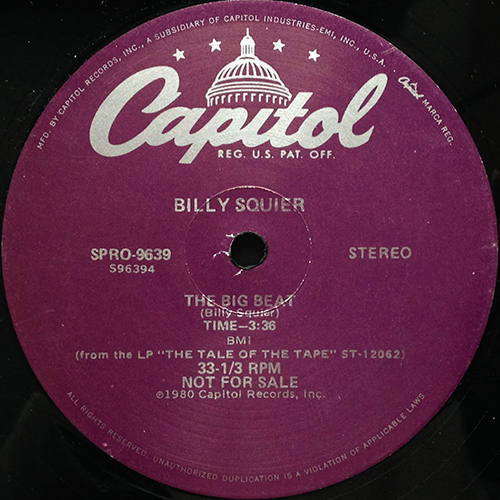 MFD. BY CAPITOL RECORDS, INC., A SUBSIDIARY OF CAPITOL INDUSTRIES-EMI, INC., U.S.A.
Capitol MARCA REG.
Capitol
REG. U.S. PAT. OFF.
BILLY SQUIER
SPRO-9639
S96394
STEREO
THE BIG BEAT
(Billy Squier)
TIME—3:36
BMI
(from the LP "THE TALE OF THE TAPE" ST-12062)
33-1/3 RPM
NOT FOR SALE
℗1980 Capitol Records, Inc.
ALL RIGHTS RESERVED. UNAUTHORIZED DUPLICATION IS A VIOLATION OF APPLICABLE LAWS.